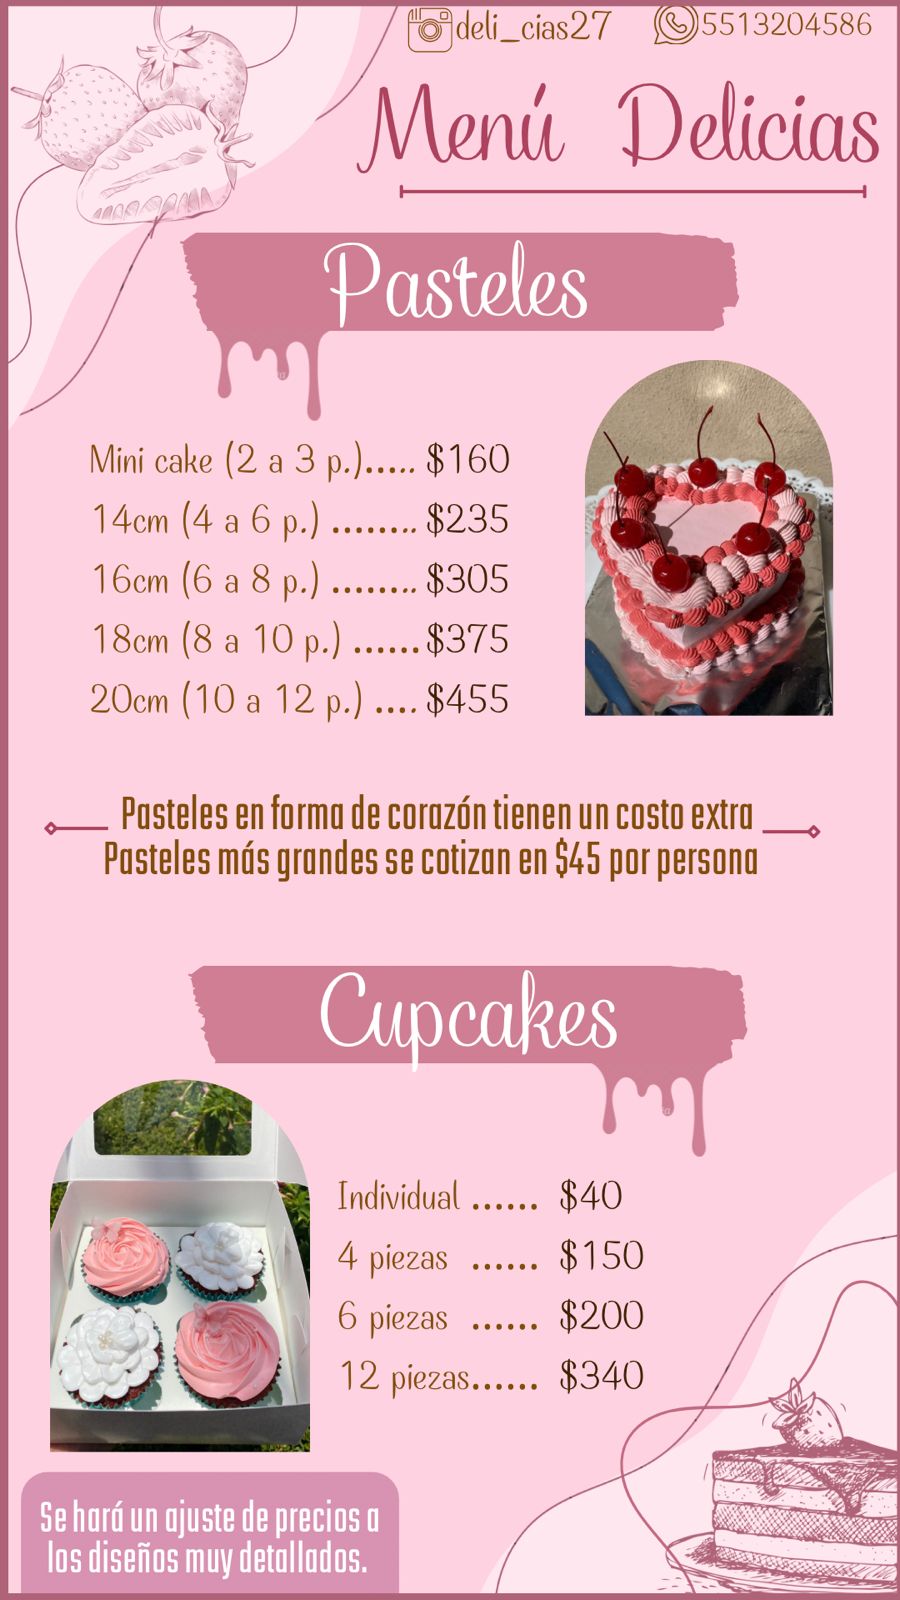 deli_cias27 5513204586
Menú Delicias
Pasteles
Mini cake (2 a 3 p.)..... $160
14cm (4 a 6 p.) ........ $235
16cm (6 a 8 p.) ........ $305
18cm (8 a 10 p.) ...... $375
20cm (10 a 12 p.) .... $455
Pasteles en forma de corazón tienen un costo extra
Pasteles más grandes se cotizan en $45 por persona
Cupcakes
Individual ...... $40
4 piezas ...... $150
6 piezas ...... $200
12 piezas...... $340
Se hará un ajuste de precios a
los diseños muy detallados.